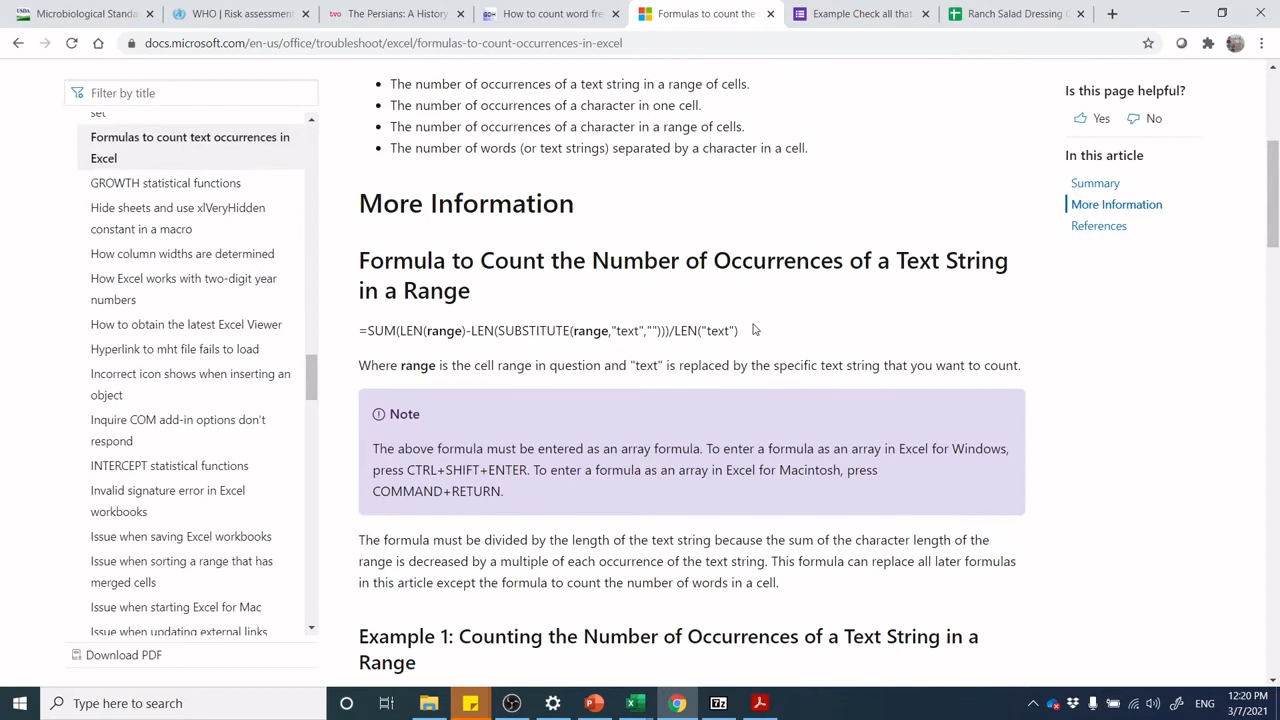 Microbiological Standa
WHO | Risk assessment
The Persians: A History
How to count word fre
Formulas to count the
Example Check all that
Ranch Salad Dressing C
docs.microsoft.com/en-us/office/troubleshoot/excel/formulas-to-count-occurrences-in-excel
Filter by title
set
Formulas to count text occurrences in
Excel
GROWTH statistical functions
Hide sheets and use xlVeryHidden
constant in a macro
How column widths are determined
How Excel works with two-digit year
numbers
How to obtain the latest Excel Viewer
Hyperlink to mht file fails to load
Incorrect icon shows when inserting an
object
Inquire COM add-in options don't
respond
INTERCEPT statistical functions
Invalid signature error in Excel
workbooks
Issue when saving Excel workbooks
Issue when sorting a range that has
merged cells
Issue when starting Excel for Mac
Issue when updating external links
Download PDF
• The number of occurrences of a text string in a range of cells.
• The number of occurrences of a character in one cell.
• The number of occurrences of a character in a range of cells.
• The number of words (or text strings) separated by a character in a cell.
More Information
Formula to Count the Number of Occurrences of a Text String
in a Range
=SUM(LEN(range)-LEN(SUBSTITUTE(range,"text","")))/LEN("text")
Where range is the cell range in question and "text" is replaced by the specific text string that you want to count.
Note
The above formula must be entered as an array formula. To enter a formula as an array in Excel for Windows,
press CTRL+SHIFT+ENTER. To enter a formula as an array in Excel for Macintosh, press
COMMAND+RETURN.
The formula must be divided by the length of the text string because the sum of the character length of the
range is decreased by a multiple of each occurrence of the text string. This formula can replace all later formulas
in this article except the formula to count the number of words in a cell.
Example 1: Counting the Number of Occurrences of a Text String in a
Range
Is this page helpful?
Yes No
In this article
Summary
More Information
References
Type here to search
ENG
12:20 PM
3/7/2021